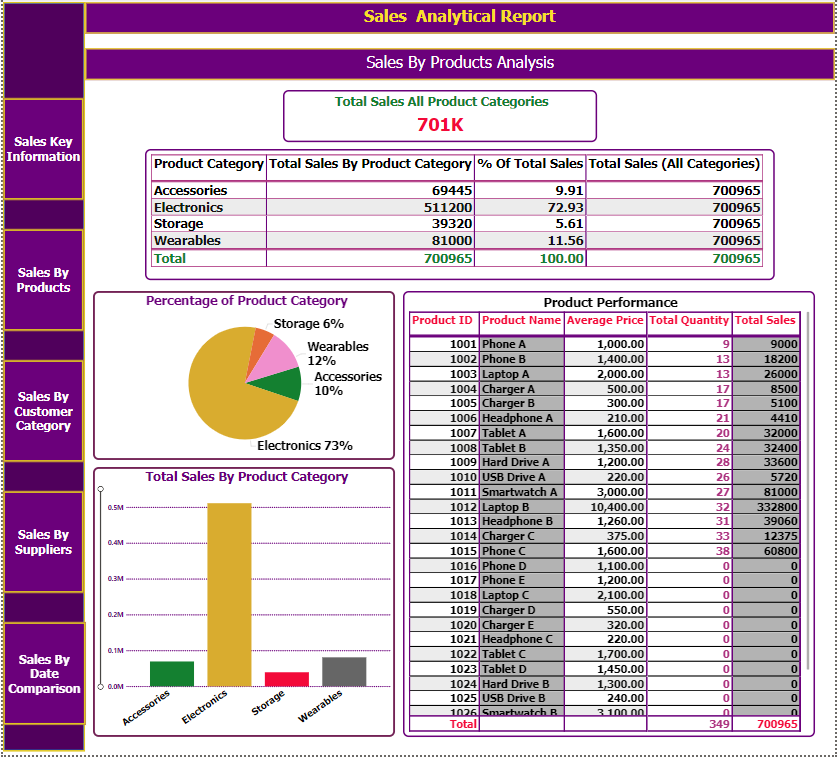 Sales Analytical Report
Sales By Products Analysis
Sales Key
Information
Sales By
Products
Sales By
Customer
Category
Sales By
Suppliers
Sales By
Date
Comparison
Total Sales All Product Categories
701K
Product Category Total Sales By Product Category % Of Total Sales Total Sales (All Categories)
Accessories 69445 9.91 700965
Electronics 511200 72.93 700965
Storage 39320 5.61 700965
Wearables 81000 11.56 700965
Total 700965 100.00 700965
Percentage of Product Category
Storage 6%
Wearables
12%
Accessories
10%
Electronics 73%
Total Sales By Product Category
0.5M
0.4M
0.3M
0.2M
0.1M
0.0M
Accessories
Electronics
Storage
Wearables
Product Performance
Product ID Product Name Average Price Total Quantity Total Sales
1001 Phone A 1,000.00 9 9000
1002 Phone B 1,400.00 13 18200
1003 Laptop A 2,000.00 13 26000
1004 Charger A 500.00 17 8500
1005 Charger B 300.00 17 5100
1006 Headphone A 210.00 21 4410
1007 Tablet A 1,600.00 20 32000
1008 Tablet B 1,350.00 24 32400
1009 Hard Drive A 1,200.00 28 33600
1010 USB Drive A 220.00 26 5720
1011 Smartwatch A 3,000.00 27 81000
1012 Laptop B 10,400.00 32 332800
1013 Headphone B 1,260.00 31 39060
1014 Charger C 375.00 33 12375
1015 Phone C 1,600.00 38 60800
1016 Phone D 1,100.00 0 0
1017 Phone E 1,200.00 0 0
1018 Laptop C 2,100.00 0 0
1019 Charger D 550.00 0 0
1020 Charger E 320.00 0 0
1021 Headphone C 220.00 0 0
1022 Tablet C 1,700.00 0 0
1023 Tablet D 1,450.00 0 0
1024 Hard Drive B 1,300.00 0 0
1025 USB Drive B 240.00 0 0
1026 Smartwatch B 3,100.00 0 0
Total 349 700965